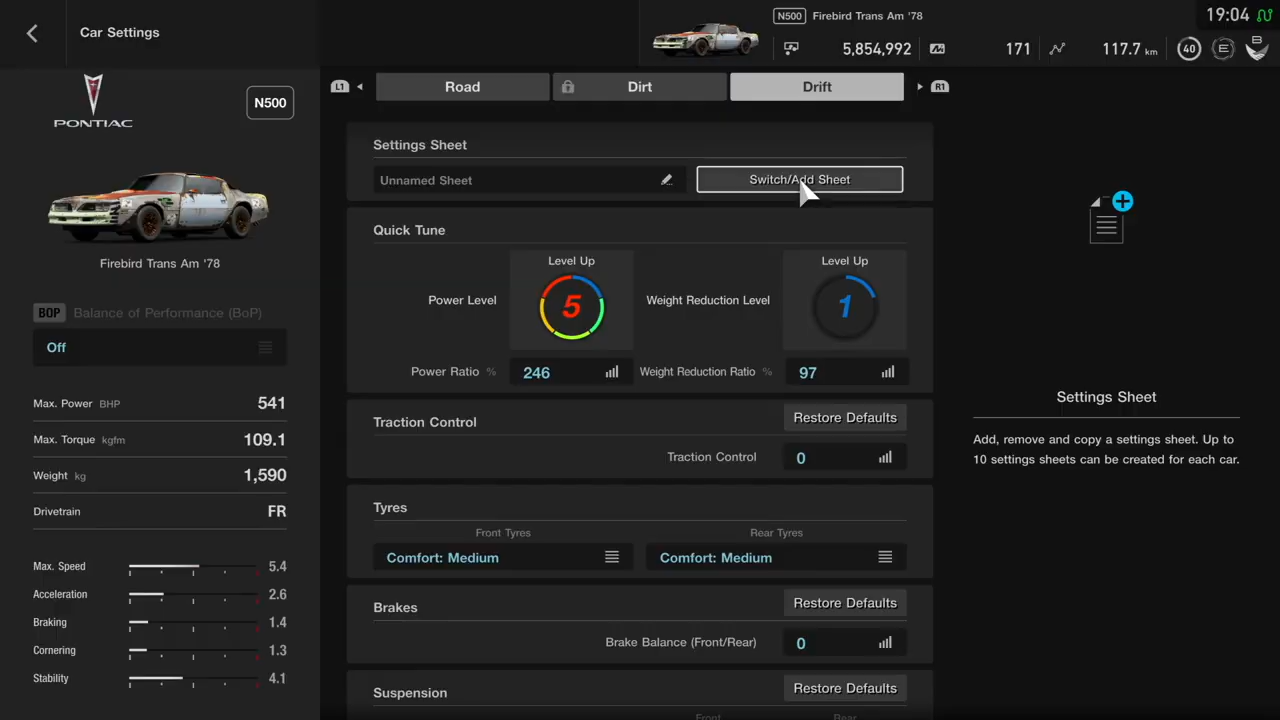 Car Settings
N500 Firebird Trans Am '78
5,854,992 171 117.7 km 40 E B
19:04
PONTIAC
N500
Firebird Trans Am '78
BOP Balance of Performance (BoP)
Off
Max. Power BHP 541
Max. Torque kgfm 109.1
Weight kg 1,590
Drivetrain FR
Max. Speed 5.4
Acceleration 2.6
Braking 1.4
Cornering 1.3
Stability 4.1
L1 Road Dirt Drift R1
Settings Sheet
Unnamed Sheet Switch/Add Sheet
Quick Tune
Level Up Level Up
Power Level 5 Weight Reduction Level 1
Power Ratio % 246 Weight Reduction Ratio % 97
Traction Control Restore Defaults
Traction Control 0
Tyres
Front Tyres Rear Tyres
Comfort: Medium Comfort: Medium
Brakes Restore Defaults
Brake Balance (Front/Rear) 0
Suspension Restore Defaults
Front Rear
Settings Sheet
Add, remove and copy a settings sheet. Up to
10 settings sheets can be created for each car.